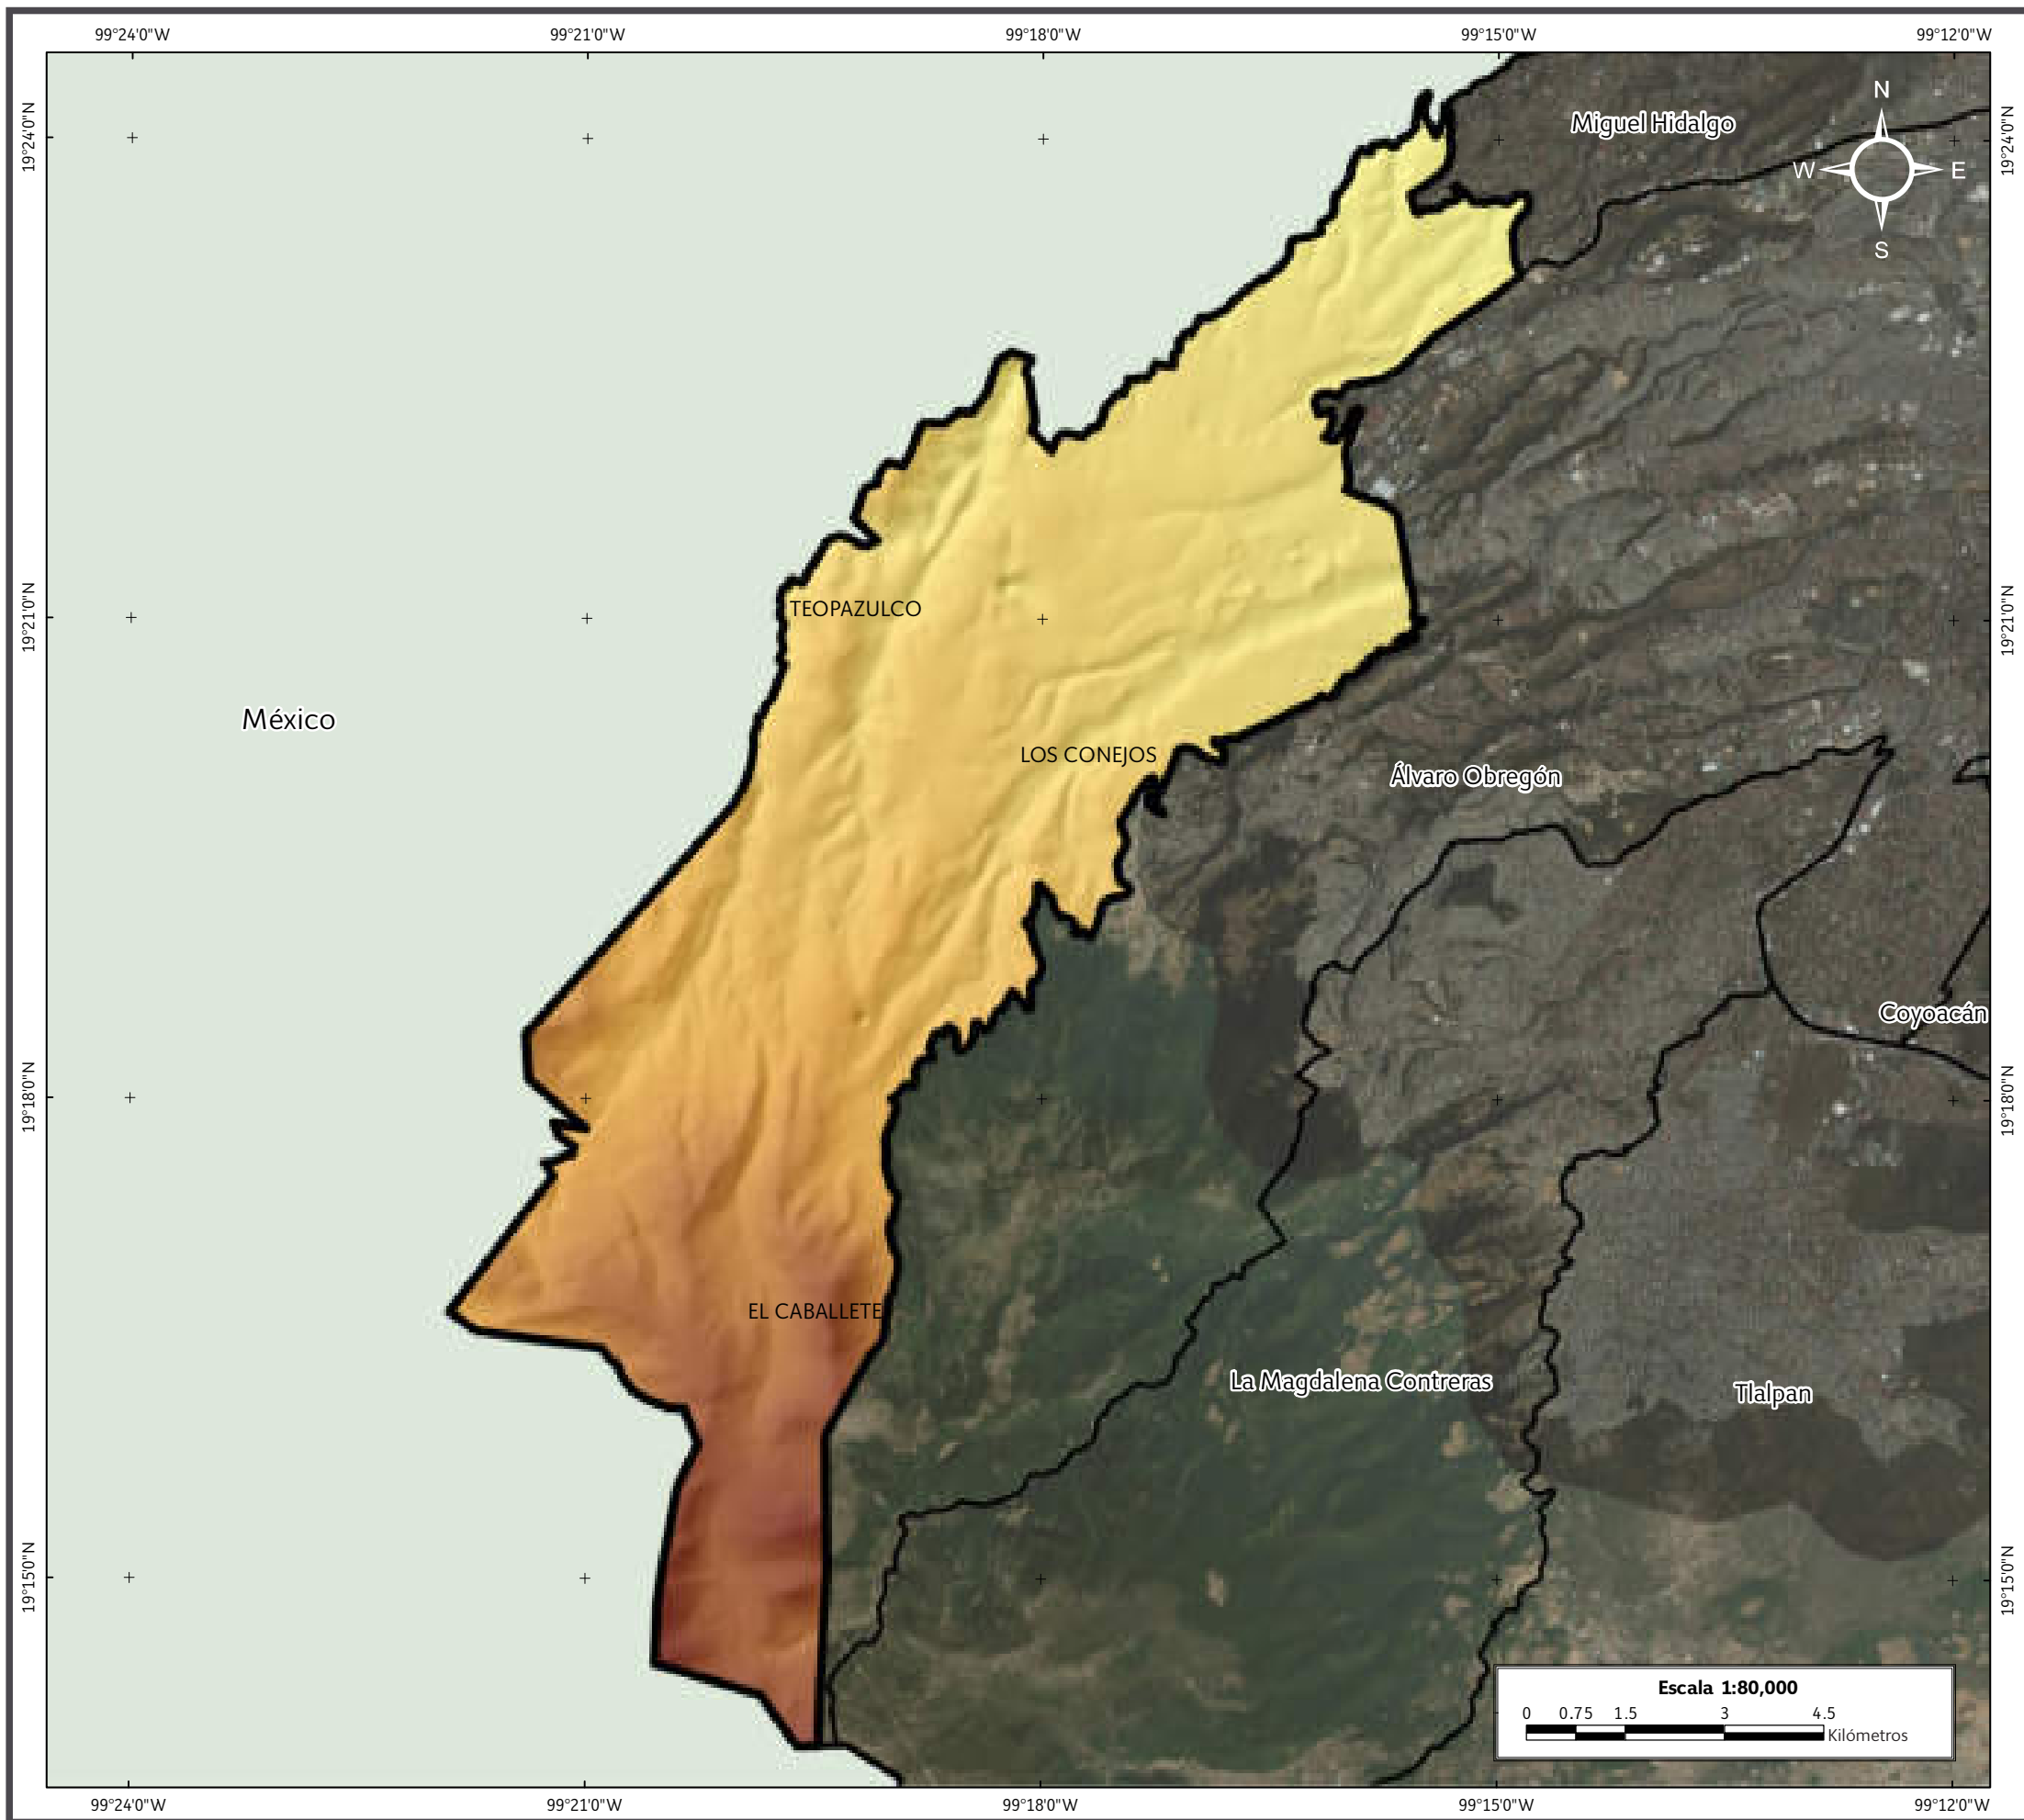 99°24'0"W
99°21'0"W
99°18'0"W
99°15'0"W
99°12'0"W
19°24'0"N
19°24'0"N
Miguel Hidalgo
N
W
E
S
TEOPAZULCO
19°21'0"N
19°21'0"N
México
LOS CONEJOS
Álvaro Obregón
Coyoacán
19°18'0"N
19°18'0"N
EL CABALLETE
La Magdalena Contreras
Tlalpan
19°15'0"N
19°15'0"N
Escala 1:80,000
0 0.75 1.5 3 4.5
Kilómetros
99°24'0"W
99°21'0"W
99°18'0"W
99°15'0"W
99°12'0"W